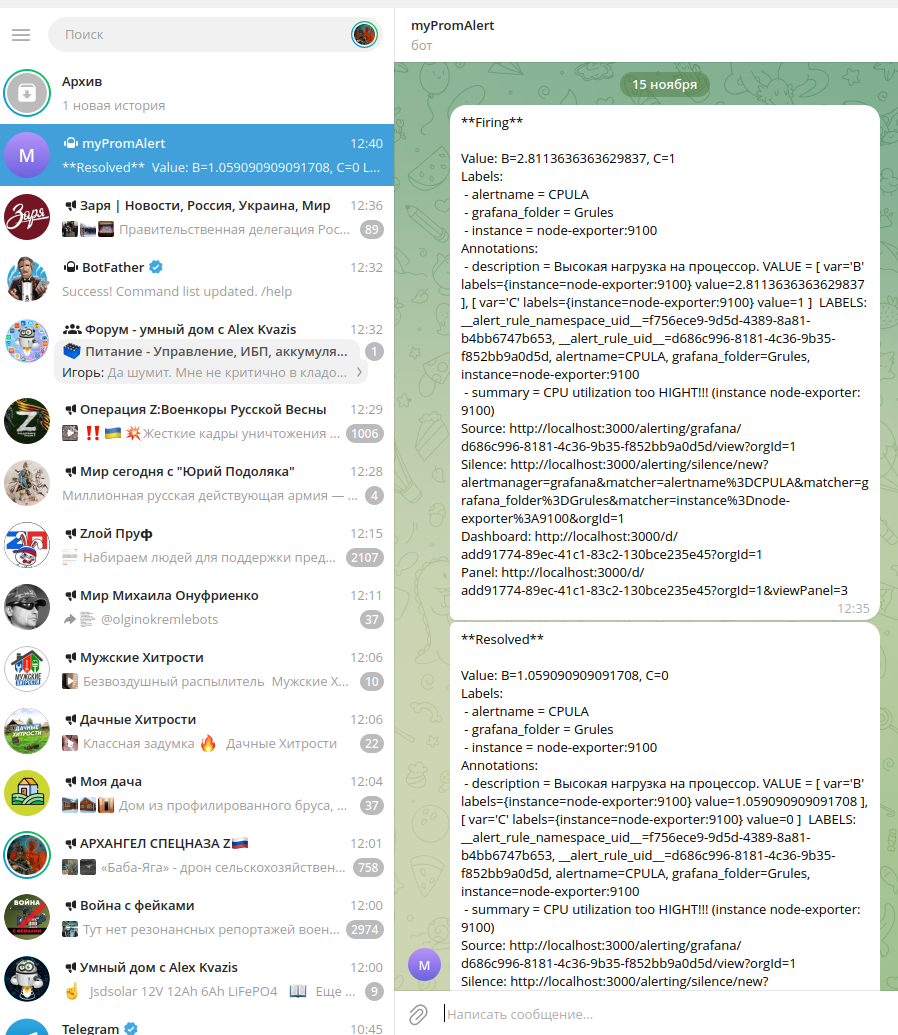 Поиск
Архив
1 новая история
M
myPromAlert 12:40
**Resolved** Value: B=1.059090909091708, C=0 L...
Заря
Заря | Новости, Россия, Украина, Мир 12:36
Правительственная делегация Рос... 89
BotFather 12:32
Success! Command list updated. /help
Форум - умный дом с Alex Kvazis 12:32
Питание - Управление, ИБП, аккумуля... 1
Игорь: Да шумит. Мне не критично в кладо...
Z
Операция Z:Военкоры Русской Весны 12:29
Жесткие кадры уничтожения ... 1006
Мир сегодня с "Юрий Подоляка" 12:28
Миллионная русская действующая армия — ... 4
Zлой Пруф 12:15
Набираем людей для поддержки пред... 2107
Мир Михаила Онуфриенко 12:11
@olginokremlebots 37
МУЖСКИЕ
ХИТРОСТИ
Мужские Хитрости 12:06
Безвоздушный распылитель Мужские Х... 10
ДАЧНЫЕ
ХИТРОСТИ
Дачные Хитрости 12:06
Классная задумка 🔥 Дачные Хитрости 22
Моя дача 12:04
Дом из профилированного бруса, ... 37
АРХАНГЕЛ СПЕЦНАЗА Z 12:01
«Баба-Яга» - дрон сельскохозяйствен... 758
ВОЙНА
С ФЕЙКАМИ
Война с фейками 12:00
Тут нет резонансных репортажей воен... 2974
Умный дом с Alex Kvazis 12:00
Jsdsolar 12V 12Ah 6Ah LiFePO4 📖 Еще ... 9
Telegram 10:45
myPromAlert
бот
15 ноября
**Firing**
Value: B=2.8113636363629837, C=1
Labels:
- alertname = CPULA
- grafana_folder = Grules
- instance = node-exporter:9100
Annotations:
- description = Высокая нагрузка на процессор. VALUE = [ var='B'
labels={instance=node-exporter:9100} value=2.8113636363629837
], [ var='C' labels={instance=node-exporter:9100} value=1 ] LABELS:
__alert_rule_namespace_uid__=f756ece9-9d5d-4389-8a81-
b4bb6747b653, __alert_rule_uid__=d686c996-8181-4c36-9b35-
f852bb9a0d5d, alertname=CPULA, grafana_folder=Grules,
instance=node-exporter:9100
- summary = CPU utilization too HIGHT!!! (instance node-exporter:
9100)
Source: http://localhost:3000/alerting/grafana/
d686c996-8181-4c36-9b35-f852bb9a0d5d/view?orgId=1
Silence: http://localhost:3000/alerting/silence/new?
alertmanager=grafana&matcher=alertname%3DCPULA&matcher=g
rafana_folder%3DGrules&matcher=instance%3Dnode-
exporter%3A9100&orgId=1
Dashboard: http://localhost:3000/d/
add91774-89ec-41c1-83c2-130bce235e45?orgId=1
Panel: http://localhost:3000/d/
add91774-89ec-41c1-83c2-130bce235e45?orgId=1&viewPanel=3
12:35
**Resolved**
Value: B=1.059090909091708, C=0
Labels:
- alertname = CPULA
- grafana_folder = Grules
- instance = node-exporter:9100
Annotations:
- description = Высокая нагрузка на процессор. VALUE = [ var='B'
labels={instance=node-exporter:9100} value=1.059090909091708 ],
[ var='C' labels={instance=node-exporter:9100} value=0 ] LABELS:
__alert_rule_namespace_uid__=f756ece9-9d5d-4389-8a81-
b4bb6747b653, __alert_rule_uid__=d686c996-8181-4c36-9b35-
f852bb9a0d5d, alertname=CPULA, grafana_folder=Grules,
instance=node-exporter:9100
- summary = CPU utilization too HIGHT!!! (instance node-exporter:
9100)
Source: http://localhost:3000/alerting/grafana/
d686c996-8181-4c36-9b35-f852bb9a0d5d/view?orgId=1
Silence: http://localhost:3000/alerting/silence/new?
M
Написать сообщение...